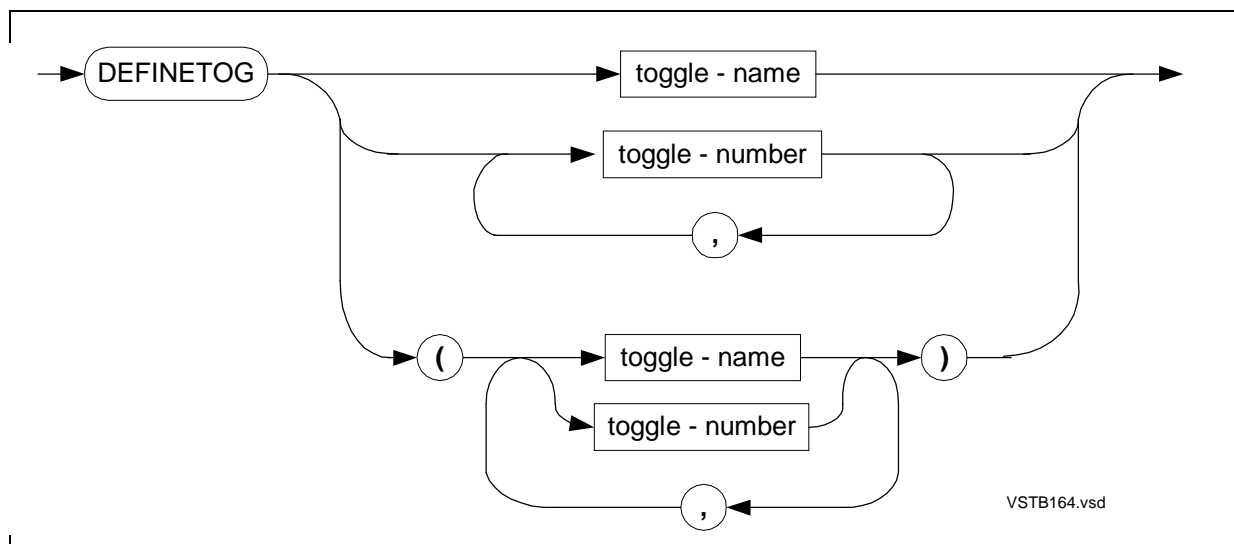 DEFINETOG
toggle - name
toggle - number
,
(
toggle - name
)
toggle - number
,
VSTB164.vsd